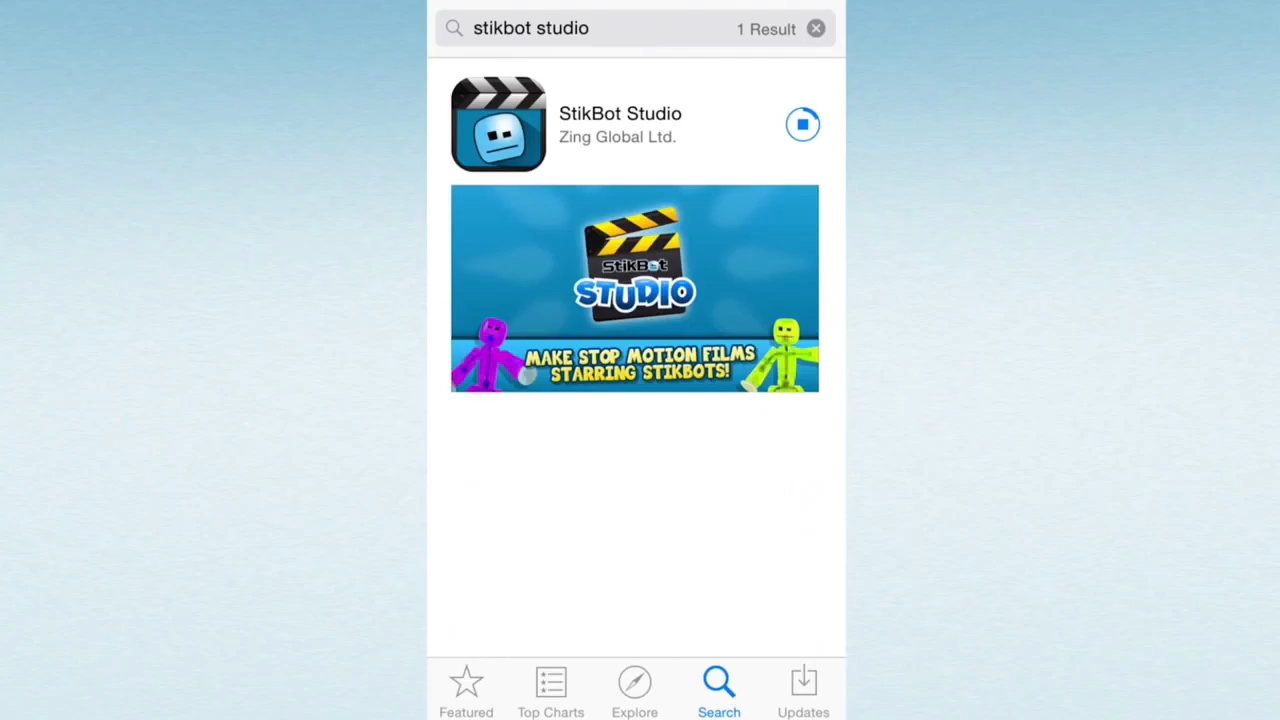 stikbot studio 1 Result
StikBot Studio
Zing Global Ltd.
StikBot
STUDIO
MAKE STOP MOTION FILMS
STARRING STIKBOTS!
Featured Top Charts Explore Search Updates